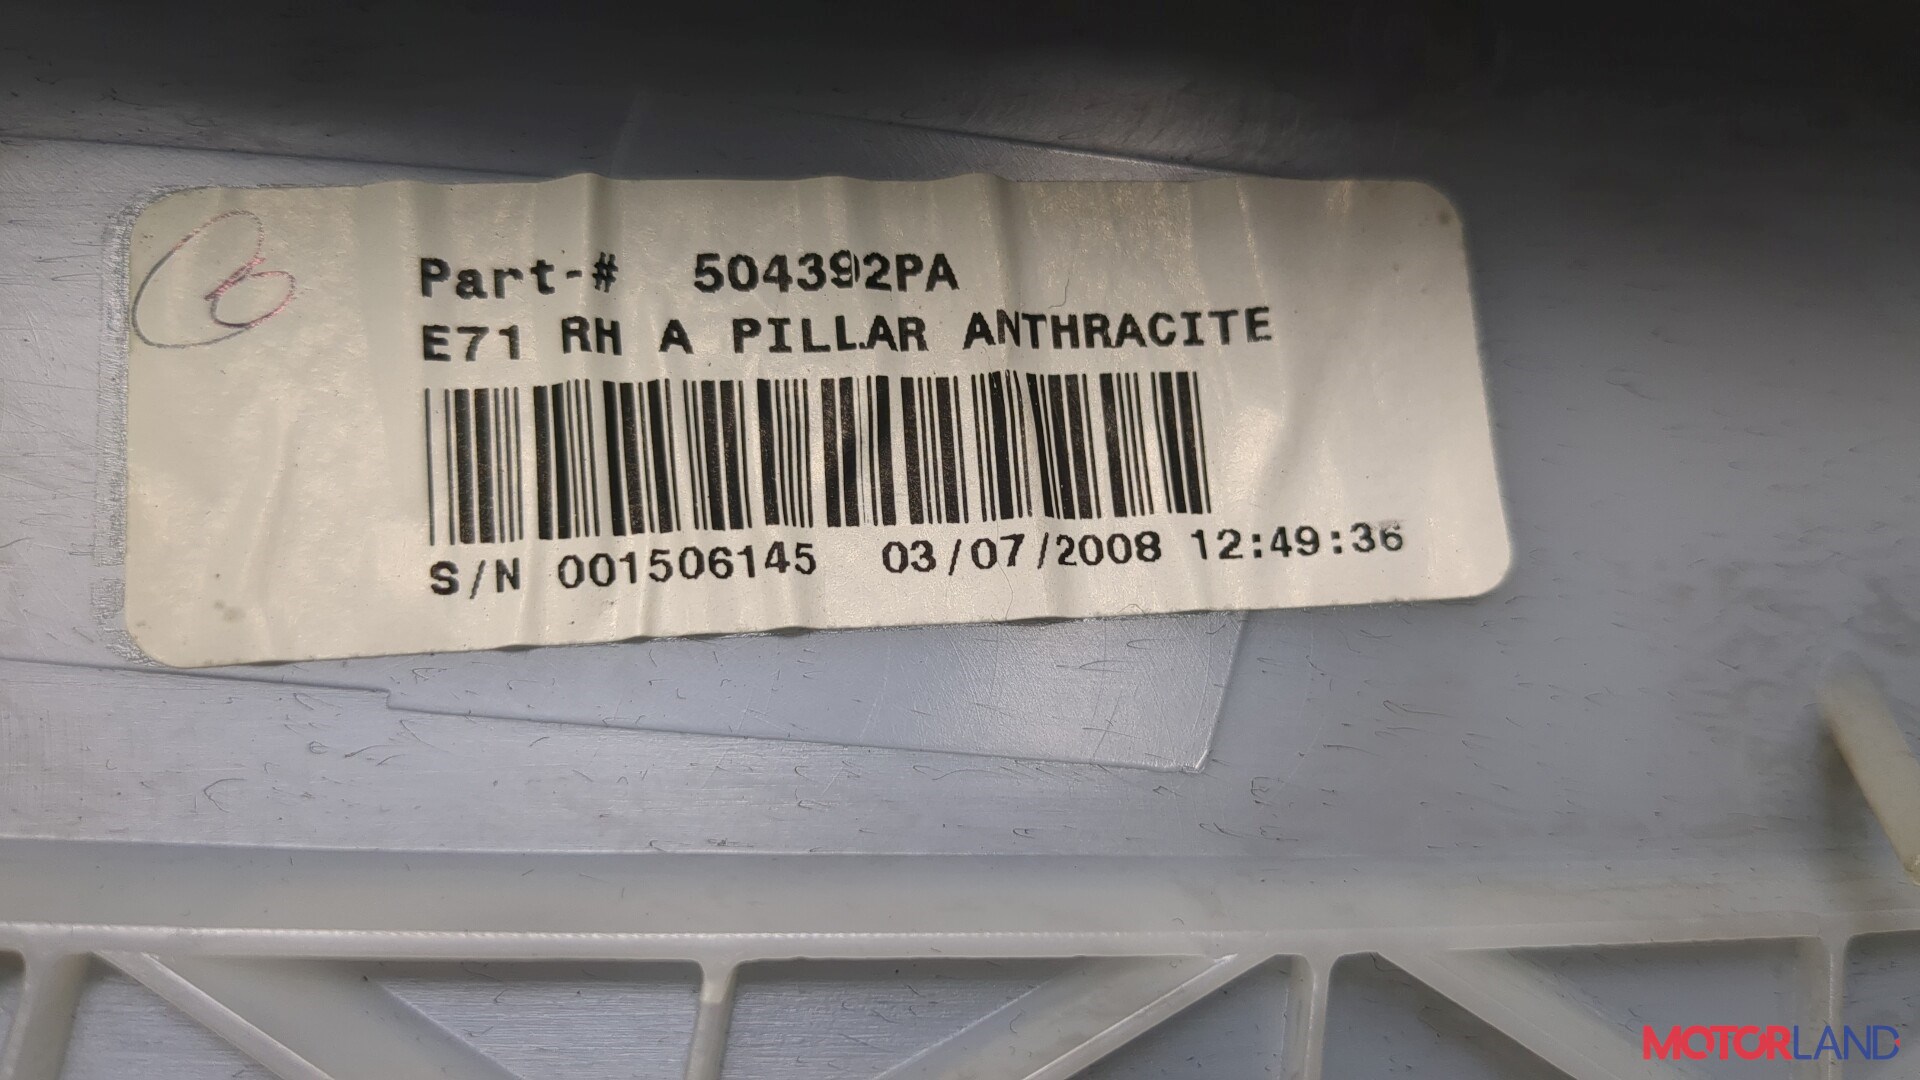 Part-# 504392PA
E71 RH A PILLAR ANTHRACITE
S/N 001506145 03/07/2008 12:49:36
MOTORLAND